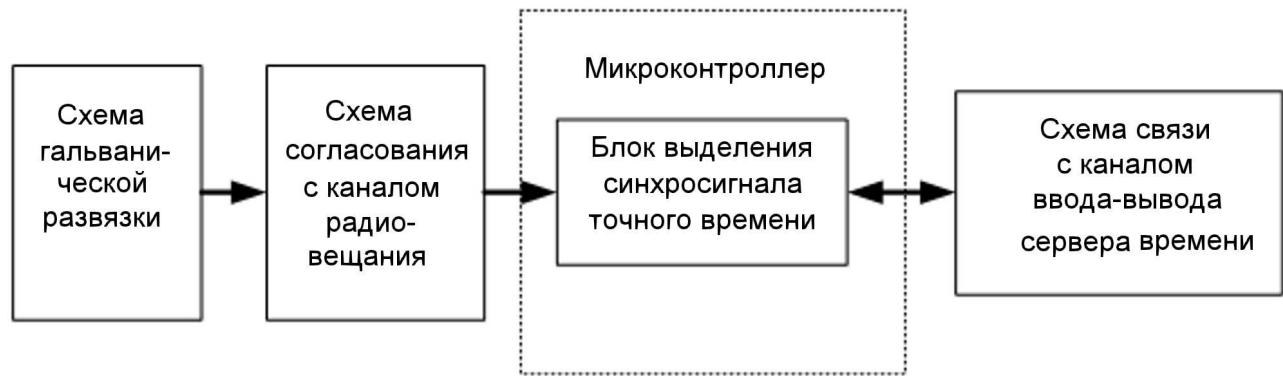 Схема
гальвани-
ческой
развязки
Схема
согласования
с каналом
радио-
вещания
Микроконтроллер
Блок выделения
синхросигнала
точного времени
Схема связи
с каналом
ввода-вывода
сервера времени